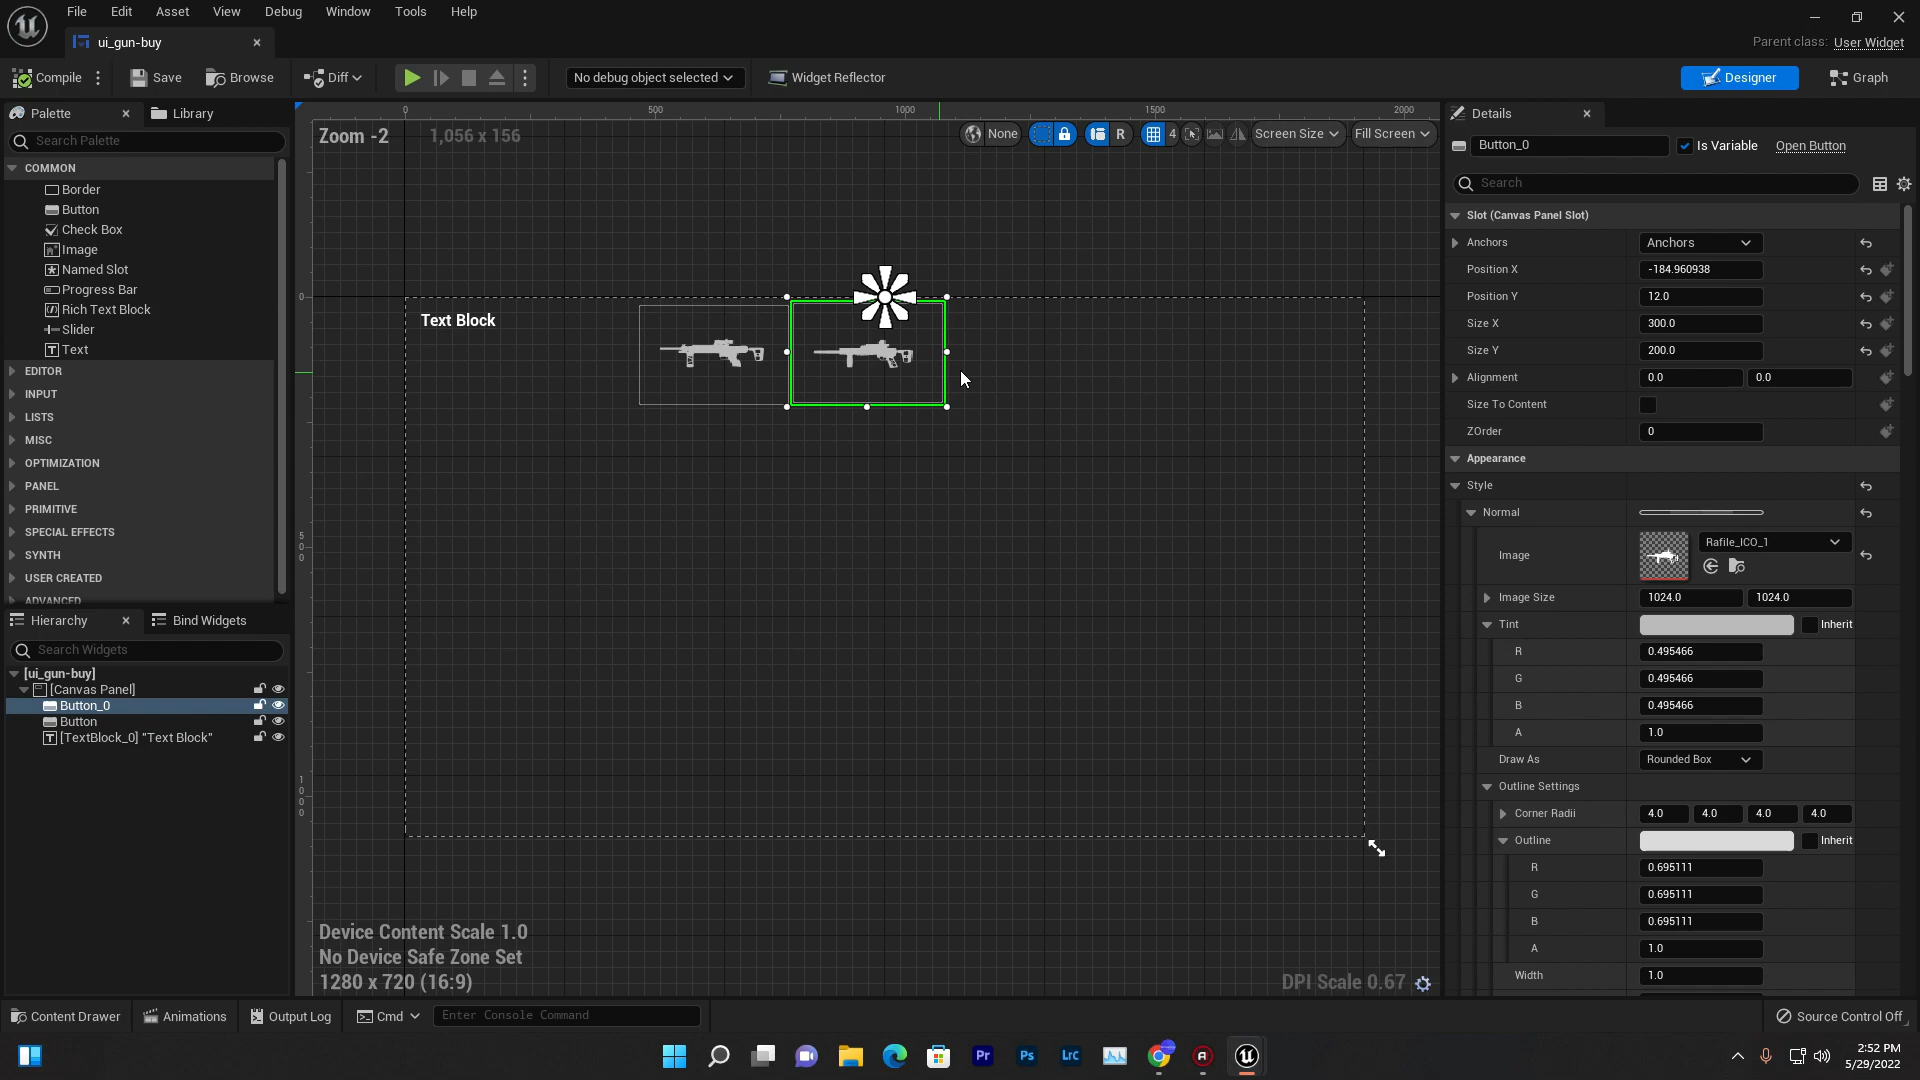 File Edit Asset View Debug Window Tools Help
ui_gun-buy
Parent class: User Widget
Compile Save Browse Diff No debug object selected Widget Reflector Designer Graph
Palette Library
Search Palette
COMMON
Border
Button
Check Box
Image
Named Slot
Progress Bar
Rich Text Block
Slider
Text
EDITOR
INPUT
LISTS
MISC
OPTIMIZATION
PANEL
PRIMITIVE
SPECIAL EFFECTS
SYNTH
USER CREATED
ADVANCED
Hierarchy Bind Widgets
Search Widgets
[ui_gun-buy]
[Canvas Panel]
Button_0
Button
[TextBlock_0] "Text Block"
0 500 1000 1500 2000
Zoom -2 1,056 x 156
None R 4 Screen Size Fill Screen
0
500
1000
Text Block
Device Content Scale 1.0
No Device Safe Zone Set
1280 x 720 (16:9)
DPI Scale 0.67
Details
Button_0 Is Variable Open Button
Search
Slot (Canvas Panel Slot)
Anchors Anchors
Position X -184.960938
Position Y 12.0
Size X 300.0
Size Y 200.0
Alignment 0.0 0.0
Size To Content
ZOrder 0
Appearance
Style
Normal
Image Rafile_ICO_1
Image Size 1024.0 1024.0
Tint Inherit
R 0.495466
G 0.495466
B 0.495466
A 1.0
Draw As Rounded Box
Outline Settings
Corner Radii 4.0 4.0 4.0 4.0
Outline Inherit
R 0.695111
G 0.695111
B 0.695111
A 1.0
Width 1.0
Content Drawer Animations Output Log Cmd Enter Console Command Source Control Off
Pr Ps LrC
2:52 PM
5/29/2022